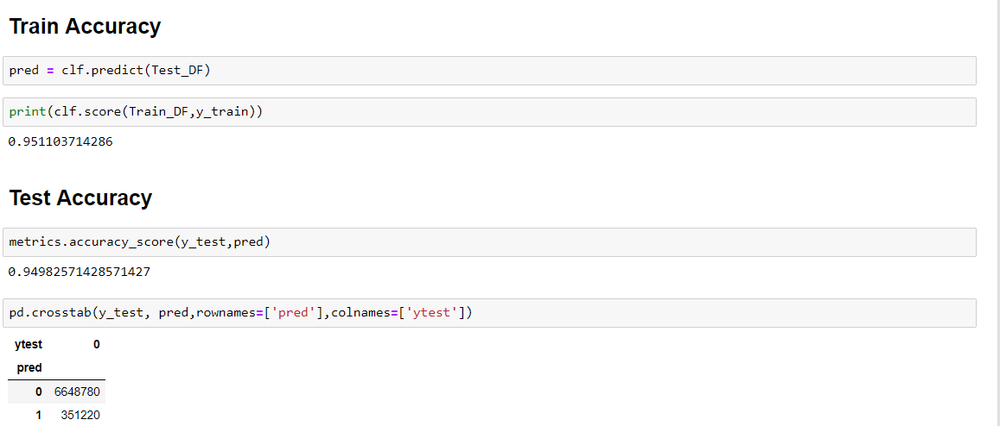 Train Accuracy
pred = clf.predict(Test_DF)
print(clf.score(Train_DF,y_train))
0.951103714286
Test Accuracy
metrics.accuracy_score(y_test,pred)
0.94982571428571427
pd.crosstab(y_test, pred,rownames=['pred'],colnames=['ytest'])
ytest 0
pred
0 6648780
1 351220